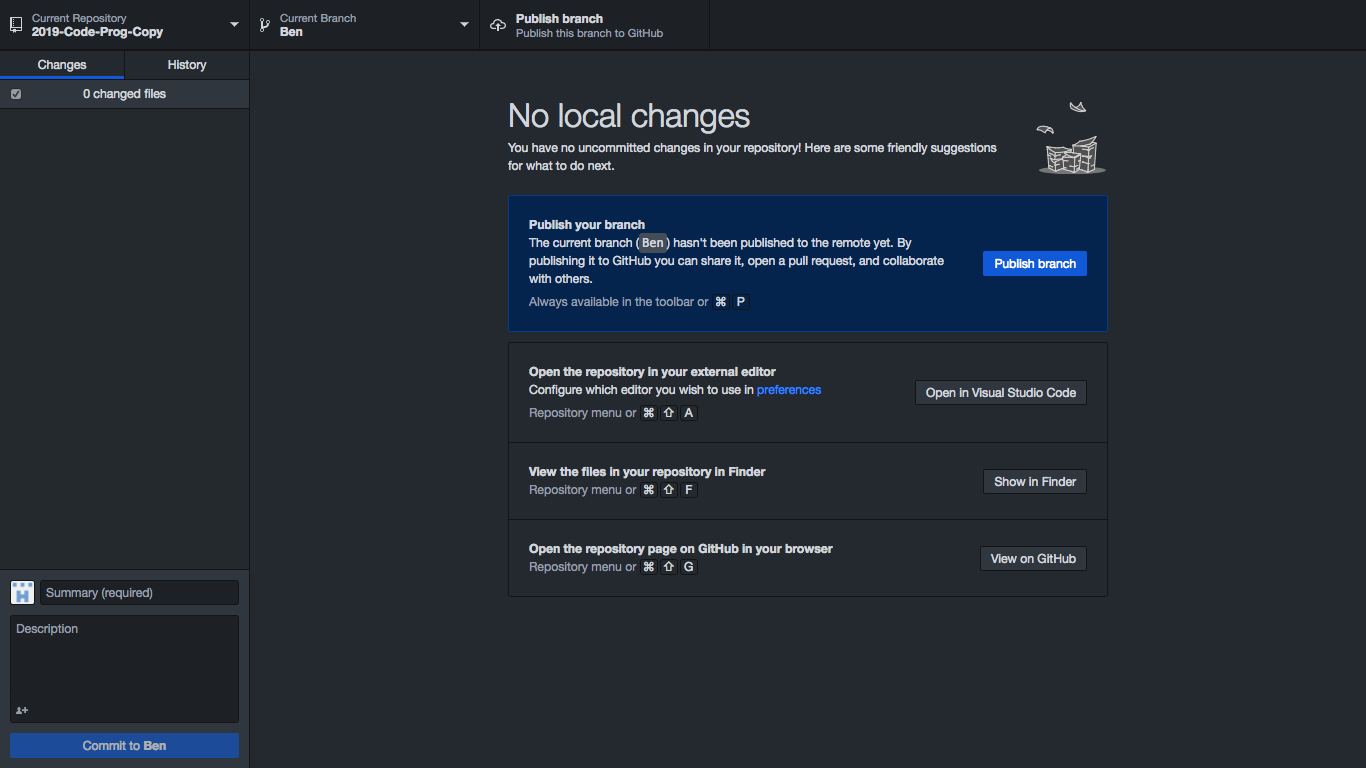 Current Repository
2019-Code-Prog-Copy
Current Branch
Ben
Publish branch
Publish this branch to GitHub
Changes
History
0 changed files
No local changes
You have no uncommitted changes in your repository! Here are some friendly suggestions
for what to do next.
Publish your branch
The current branch (Ben) hasn't been published to the remote yet. By
publishing it to GitHub you can share it, open a pull request, and collaborate
with others.
Always available in the toolbar or ⌘ P
Publish branch
Open the repository in your external editor
Configure which editor you wish to use in preferences
Repository menu or ⌘ ⇧ A
Open in Visual Studio Code
View the files in your repository in Finder
Repository menu or ⌘ ⇧ F
Show in Finder
Open the repository page on GitHub in your browser
Repository menu or ⌘ ⇧ G
View on GitHub
H
Summary (required)
Description
Commit to Ben